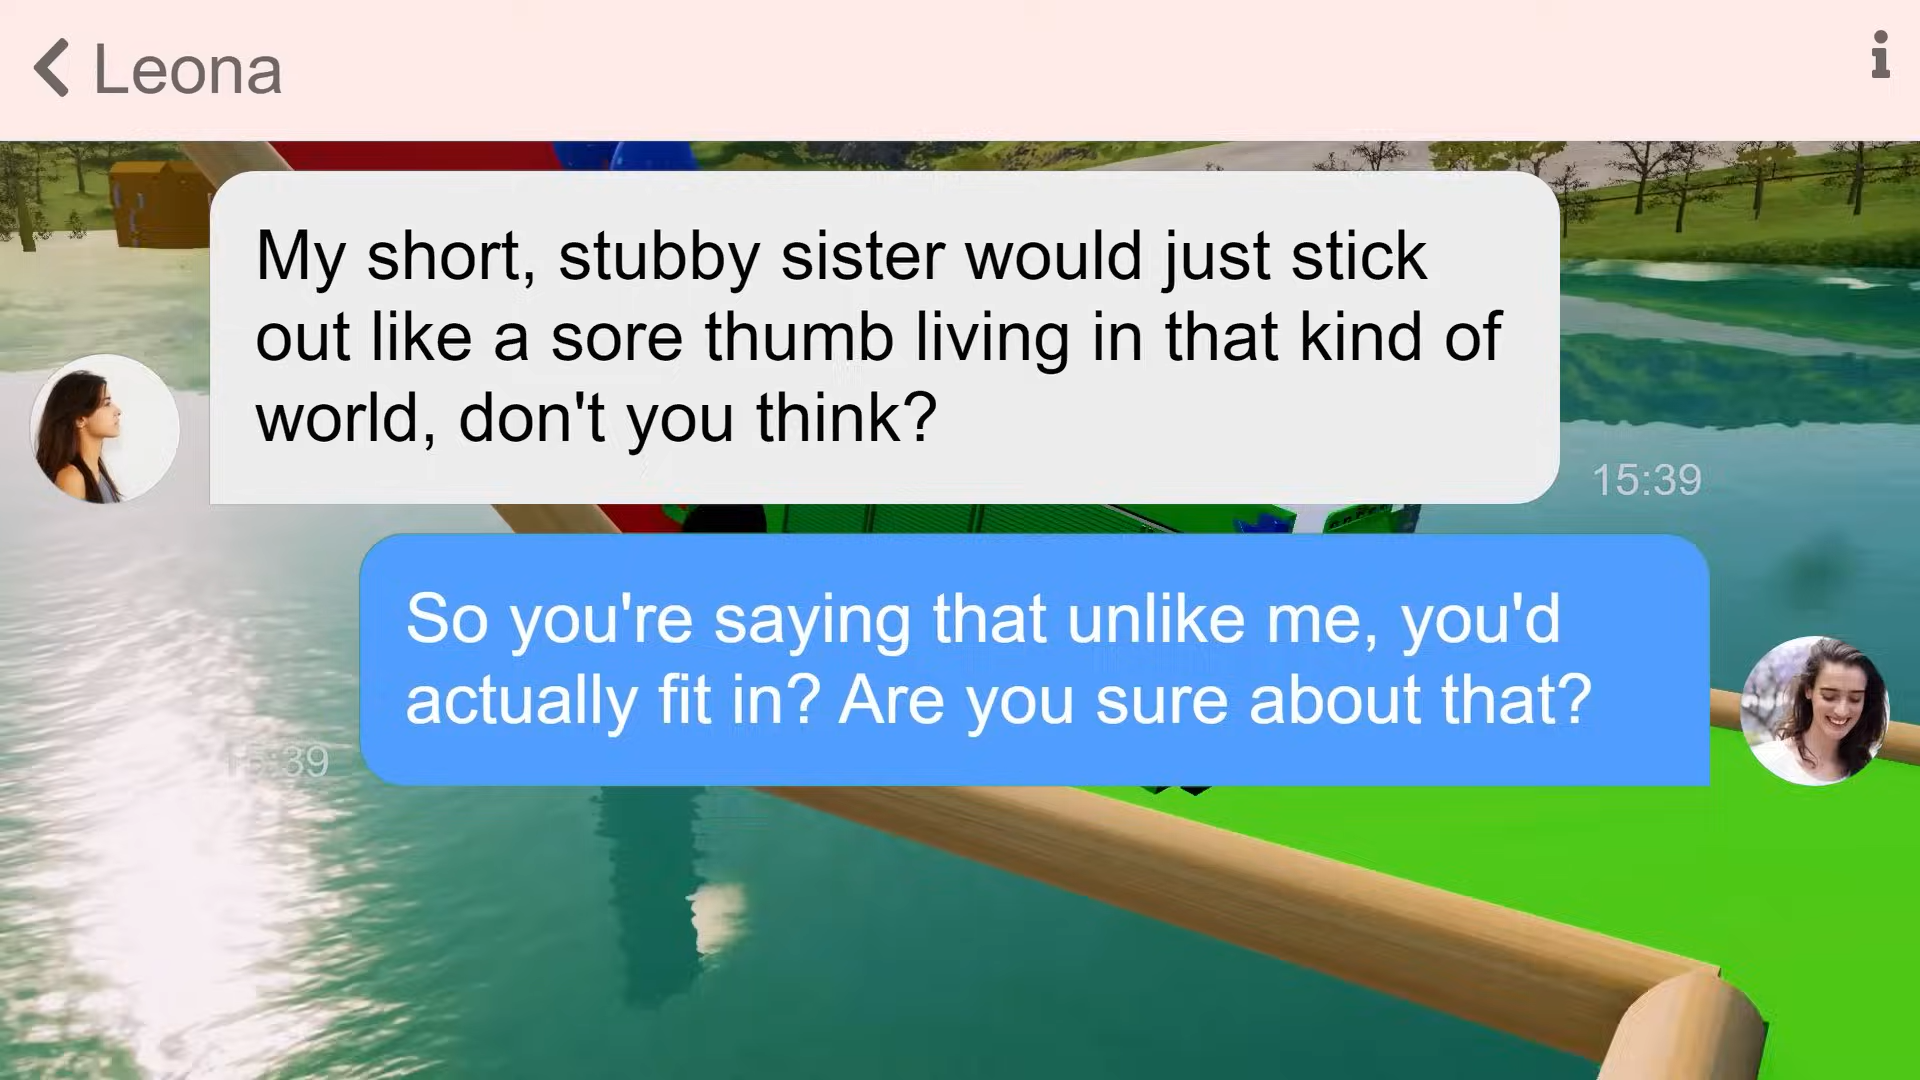 Leona
My short, stubby sister would just stick
out like a sore thumb living in that kind of
world, don't you think?
15:39
So you're saying that unlike me, you'd
actually fit in? Are you sure about that?
15:39